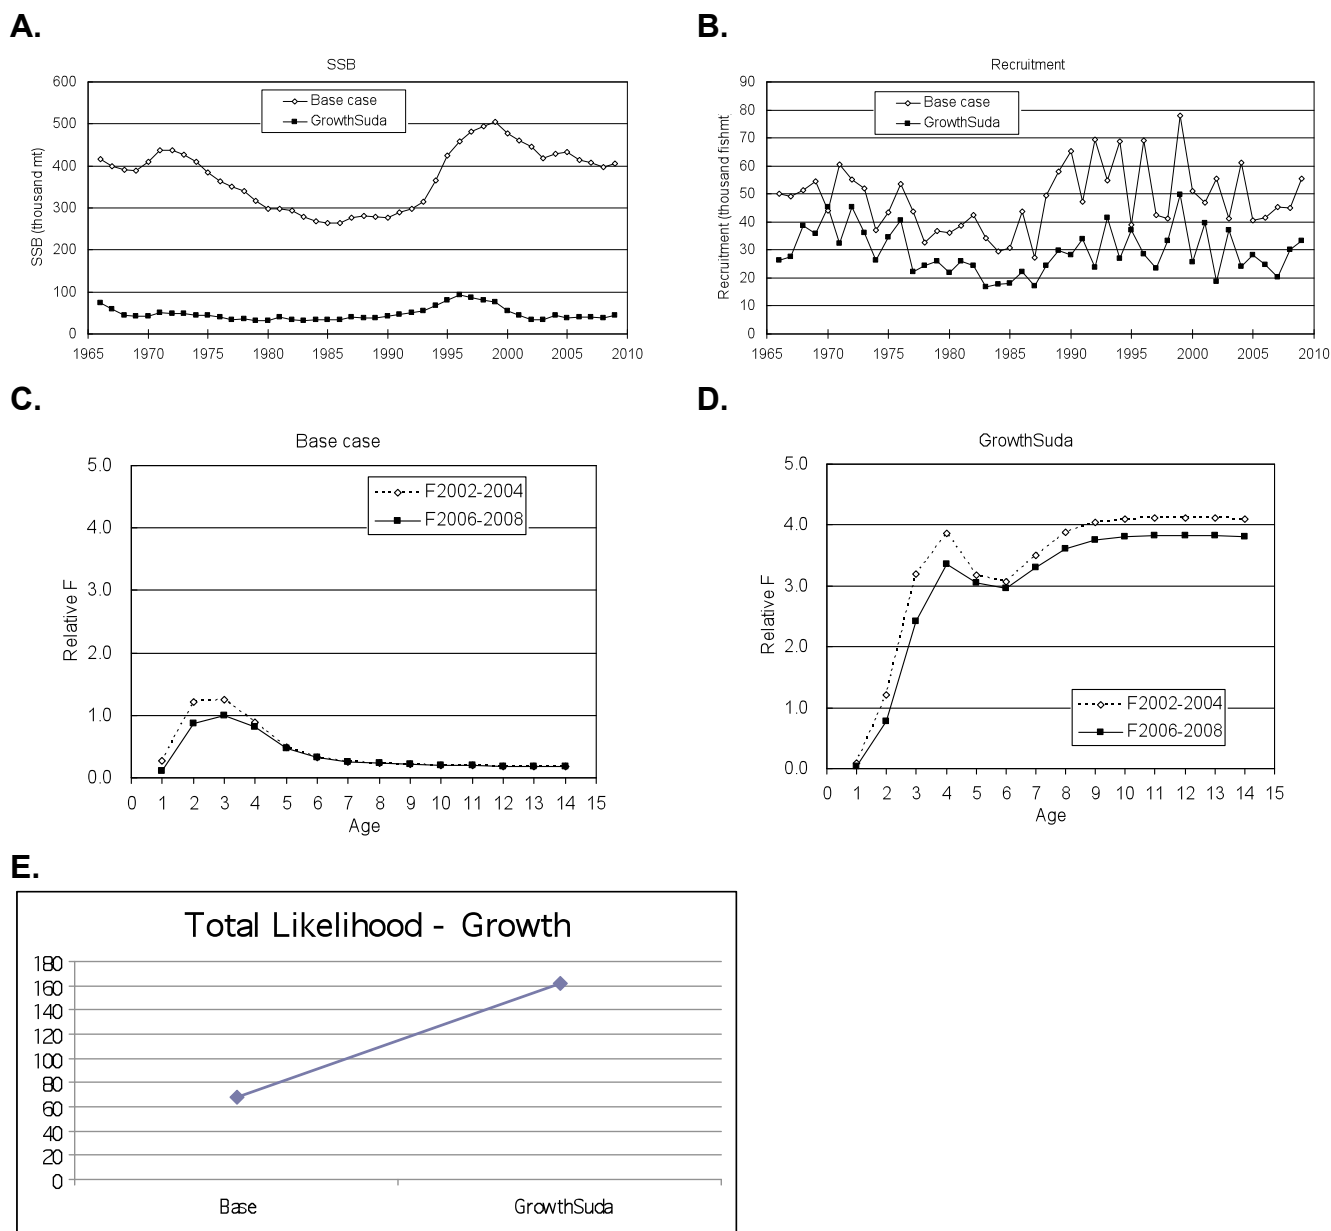 A.
SSB
600
500
400
300
200
100
0
SSB (thousand mt)
Base case
GrowthSuda
1965 1970 1975 1980 1985 1990 1995 2000 2005 2010
B.
Recruitment
90
80
70
60
50
40
30
20
10
0
Recruitment (thousand fishmt
Base case
GrowthSuda
1965 1970 1975 1980 1985 1990 1995 2000 2005 2010
C.
Base case
5.0
4.0
3.0
2.0
1.0
0.0
Relative F
F2002-2004
F2006-2008
0 1 2 3 4 5 6 7 8 9 10 11 12 13 14 15
Age
D.
GrowthSuda
5.0
4.0
3.0
2.0
1.0
0.0
Relative F
F2002-2004
F2006-2008
0 1 2 3 4 5 6 7 8 9 10 11 12 13 14 15
Age
E.
Total Likelihood - Growth
180
160
140
120
100
80
60
40
20
0
Base GrowthSuda